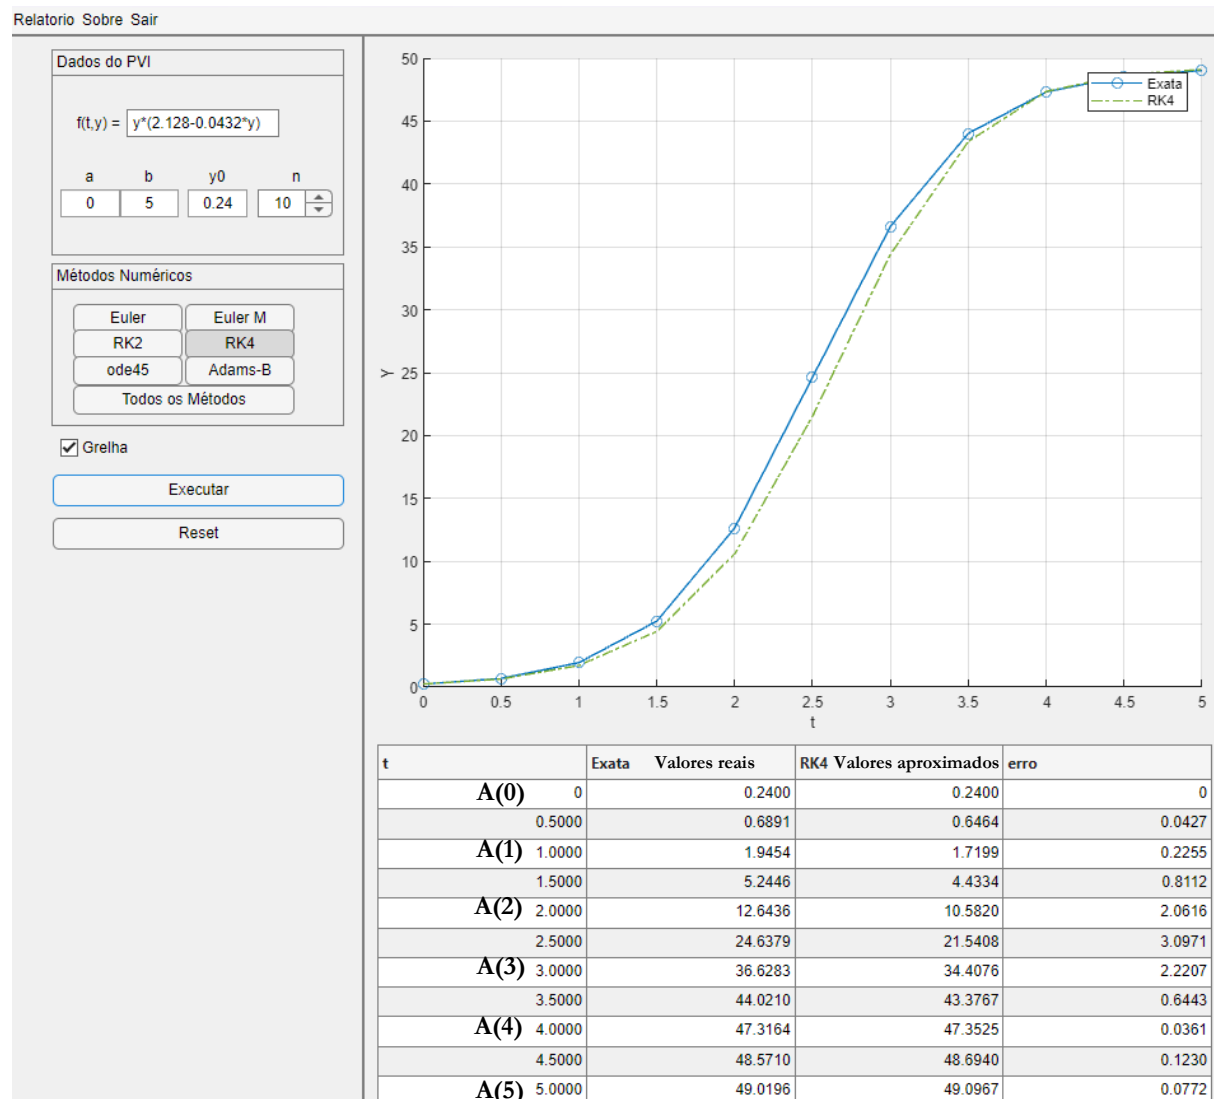 Relatorio Sobre Sair
Dados do PVI
f(t,y) = y*(2.128-0.0432*y)
a b y0 n
0 5 0.24 10
Métodos Numéricos
Euler Euler M
RK2 RK4
ode45 Adams-B
Todos os Métodos
Grelha
Executar
Reset
50
45
40
35
30
25
20
15
10
5
0
Y
0 0.5 1 1.5 2 2.5 3 3.5 4 4.5 5
t
Exata
RK4
t Exata Valores reais RK4 Valores aproximados erro
A(0) 0 0.2400 0.2400 0
0.5000 0.6891 0.6464 0.0427
A(1) 1.0000 1.9454 1.7199 0.2255
1.5000 5.2446 4.4334 0.8112
A(2) 2.0000 12.6436 10.5820 2.0616
2.5000 24.6379 21.5408 3.0971
A(3) 3.0000 36.6283 34.4076 2.2207
3.5000 44.0210 43.3767 0.6443
A(4) 4.0000 47.3164 47.3525 0.0361
4.5000 48.5710 48.6940 0.1230
A(5) 5.0000 49.0196 49.0967 0.0772